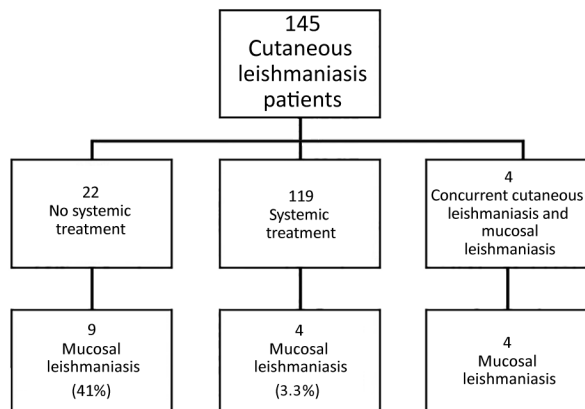 145
Cutaneous
leishmaniasis
patients
22
No systemic
treatment
119
Systemic
treatment
4
Concurrent cutaneous
leishmaniasis and
mucosal
leishmaniasis
9
Mucosal
leishmaniasis
(41%)
4
Mucosal
leishmaniasis
(3.3%)
4
Mucosal
leishmaniasis